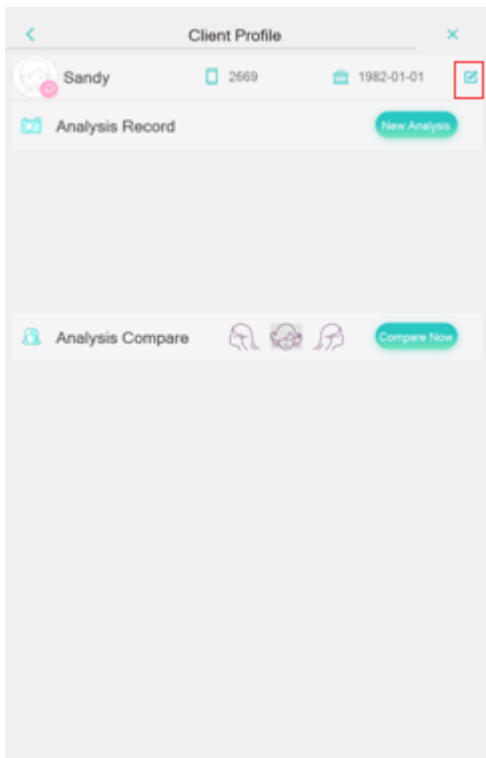 Client Profile
Sandy 2669 1982-01-01
Analysis Record New Analysis
Analysis Compare Compare Now